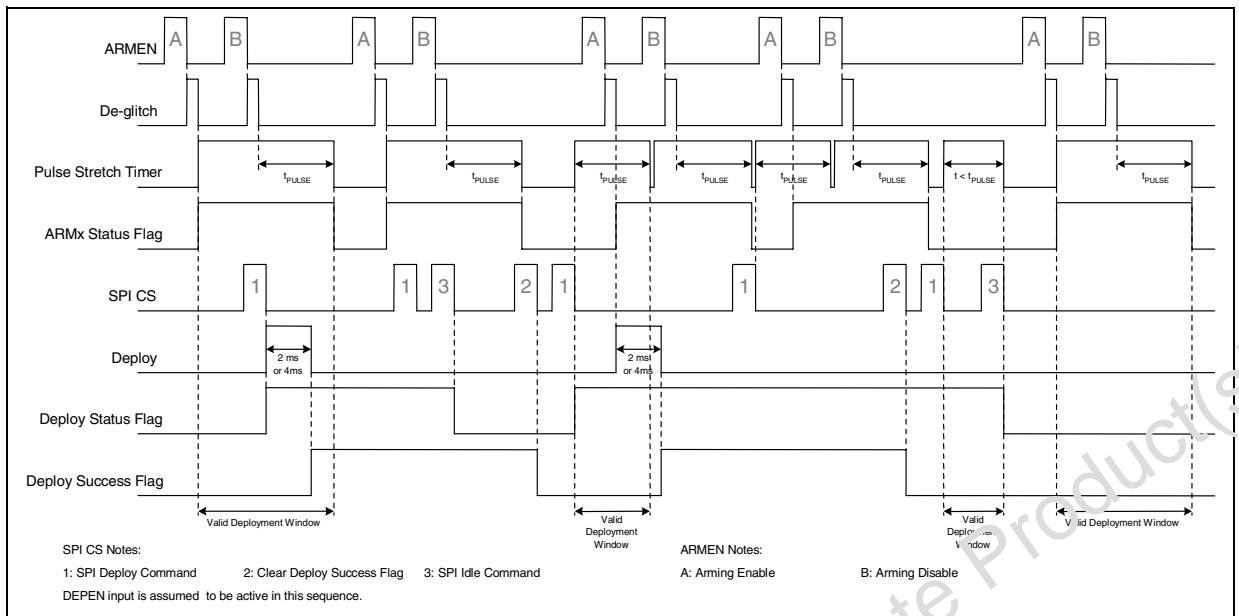 A B A B A B A B A B
ARMEN
De-glitch
Pulse Stretch Timer
tPULSE tPULSE tPULSE tPULSE tPULSE tPULSE t < tPULSE tPULSE
ARMx Status Flag
SPI CS
1 1 3 2 1 1 2 1 3
Deploy
2 ms
or 4ms
2 ms
or 4ms
Deploy Status Flag
Deploy Success Flag
Valid Deployment Window
Valid
Deployment
Window
Valid
Window
Valid Deployment Window
SPI CS Notes:
1: SPI Deploy Command 2: Clear Deploy Success Flag 3: SPI Idle Command
DEPEN input is assumed to be active in this sequence.
ARMEN Notes:
A: Arming Enable B: Arming Disable
te Product(s